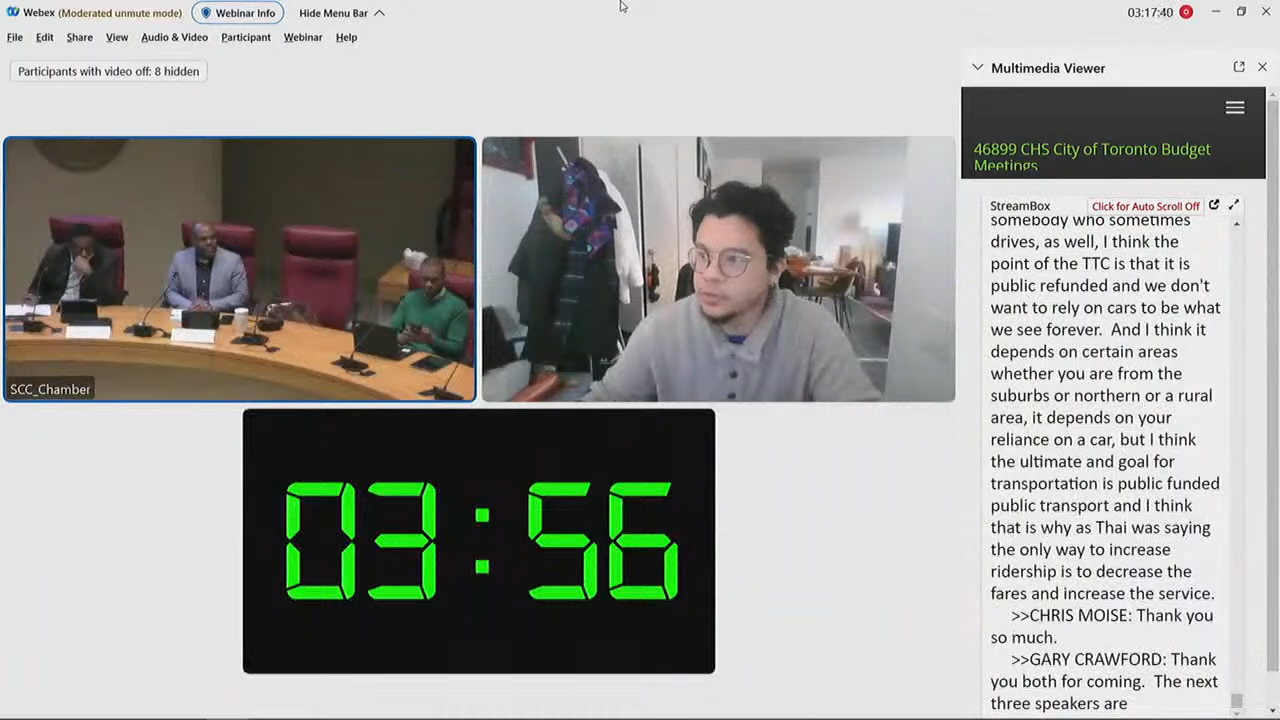 Webex (Moderated unmute mode) Webinar Info Hide Menu Bar 03:17:40
File Edit Share View Audio & Video Participant Webinar Help
Participants with video off: 8 hidden
Multimedia Viewer
46899 CHS City of Toronto Budget
Meetings
StreamBox Click for Auto Scroll Off
somebody who sometimes
drives, as well, I think the
point of the TTC is that it is
public refunded and we don't
want to rely on cars to be what
we see forever. And I think it
depends on certain areas
whether you are from the
suburbs or northern or a rural
area, it depends on your
reliance on a car, but I think
the ultimate and goal for
transportation is public funded
public transport and I think
that is why as Thai was saying
the only way to increase
ridership is to decrease the
fares and increase the service.
>>CHRIS MOISE: Thank you
so much.
>>GARY CRAWFORD: Thank
you both for coming. The next
three speakers are
SCC_Chamber
03:56